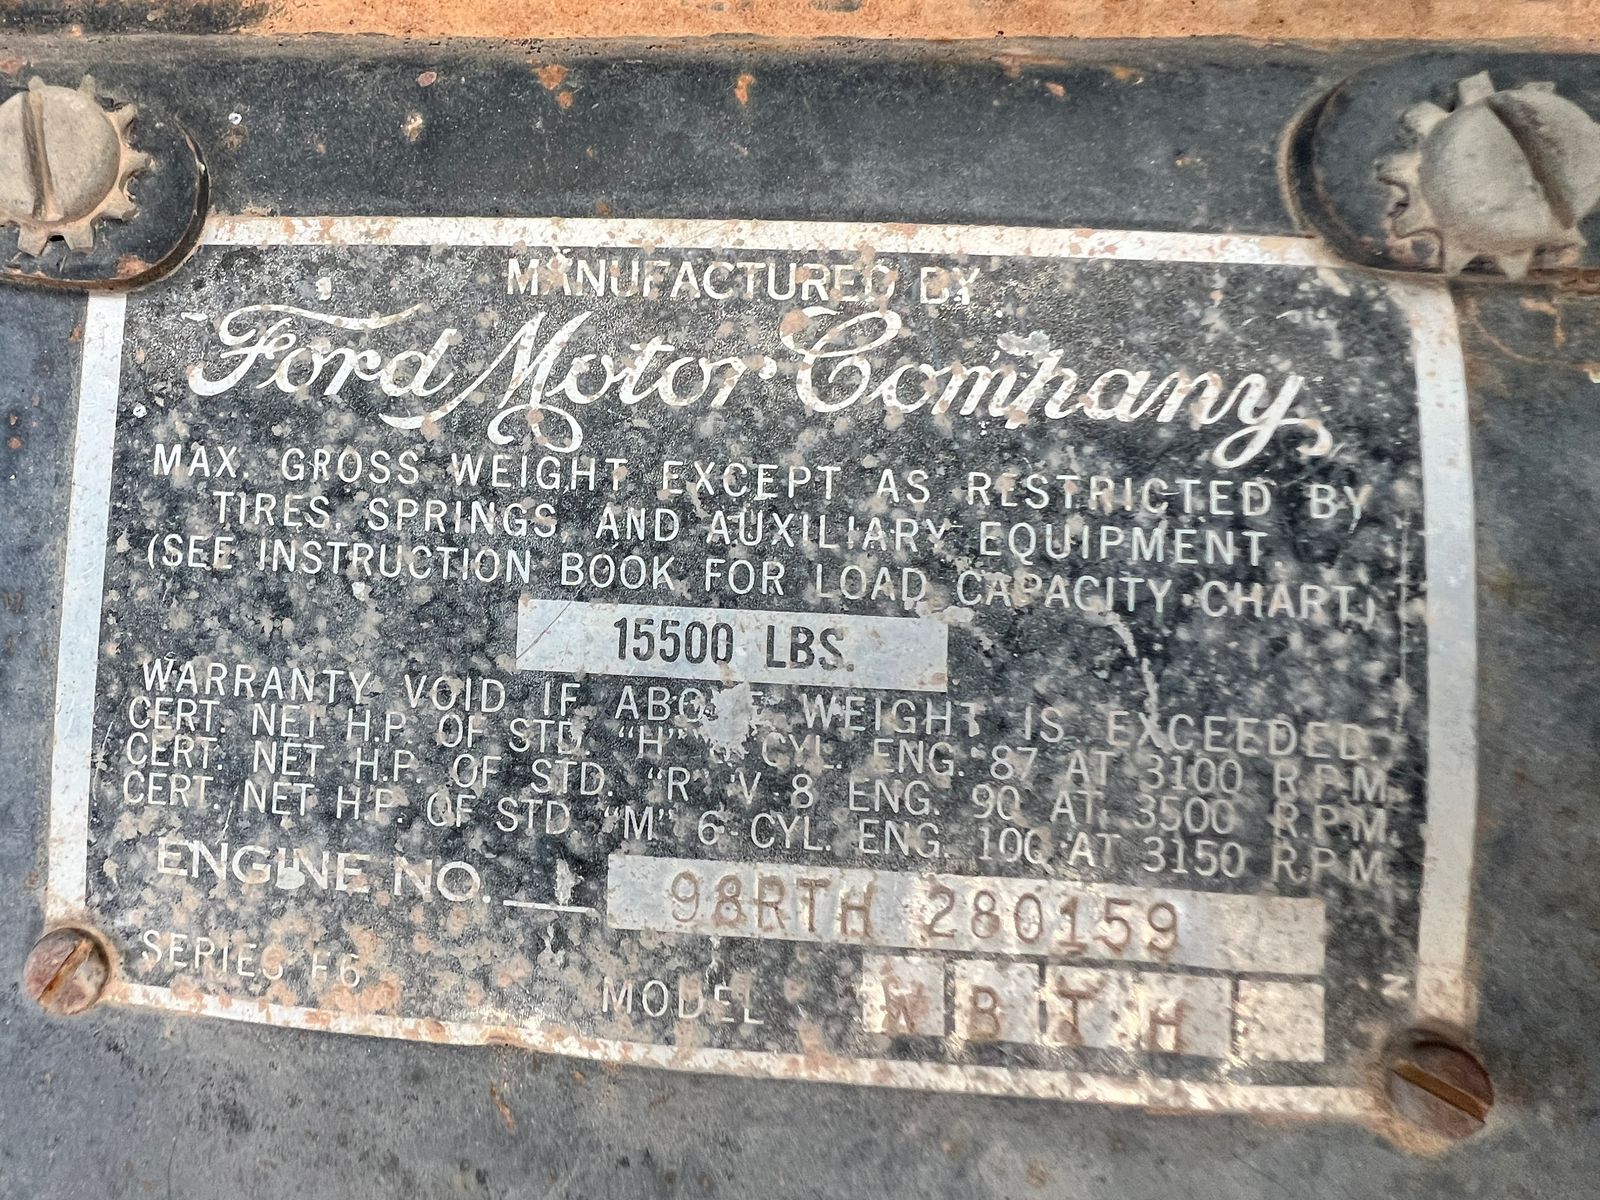 MANUFACTURED BY
Ford Motor Company
MAX. GROSS WEIGHT EXCEPT AS RESTRICTED BY
TIRES, SPRINGS, AND AUXILIARY EQUIPMENT.
(SEE INSTRUCTION BOOK FOR LOAD CAPACITY CHART.)
15500 LBS.
WARRANTY VOID IF ABOVE WEIGHT IS EXCEEDED.
CERT. NET H.P. OF STD. "H" CYL. ENG. 87 AT 3100 R.P.M.
CERT. NET H.P. OF STD. "R" V 8 ENG. 90 AT 3500 R.P.M.
CERT. NET H.P. OF STD. "M" 6 CYL. ENG. 100 AT 3150 R.P.M.
ENGINE NO. 98RTH 280159
SERIES F6
MODEL W B T H
N